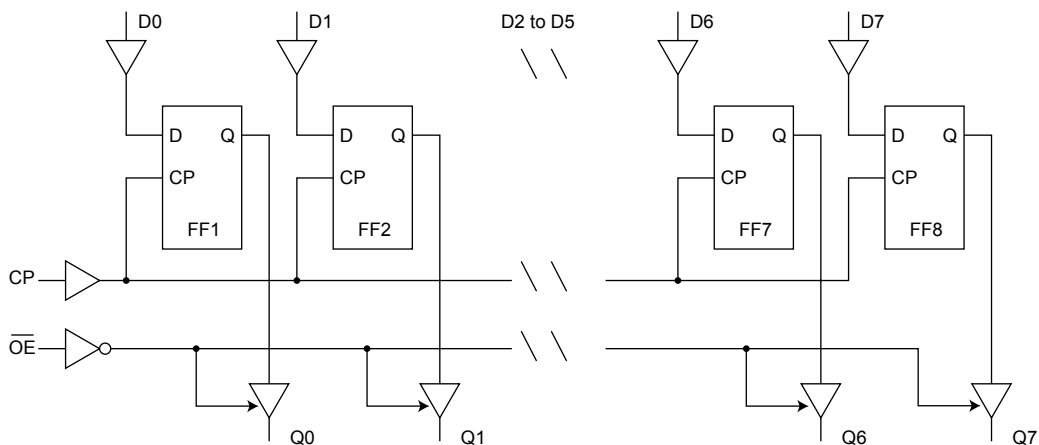 D0 D1 D2 to D5 D6 D7
D Q D Q D Q D Q
CP CP CP CP
FF1 FF2 FF7 FF8
CP
O̅E̅
Q0 Q1 Q6 Q7